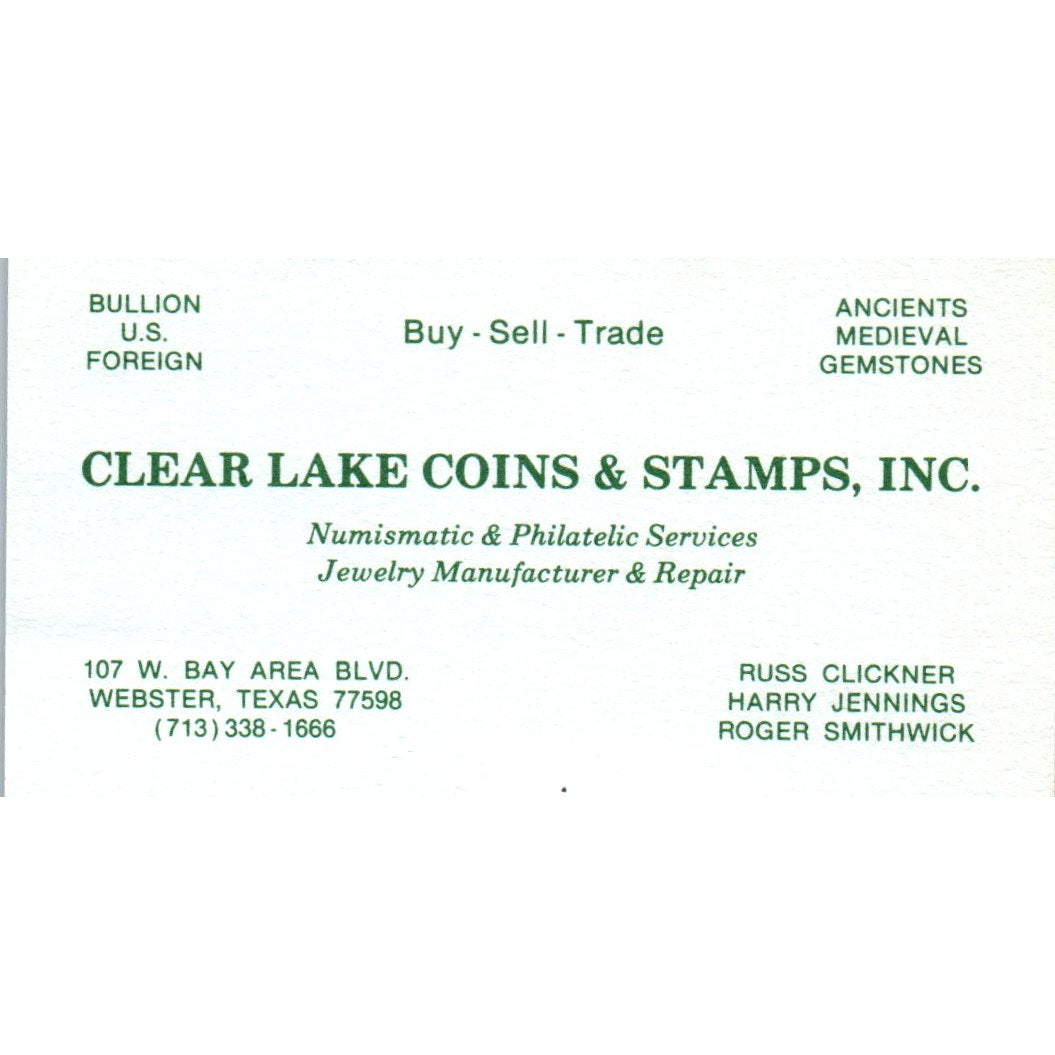 BULLION
U.S.
FOREIGN
Buy - Sell - Trade
ANCIENTS
MEDIEVAL
GEMSTONES
CLEAR LAKE COINS & STAMPS, INC.
Numismatic & Philatelic Services
Jewelry Manufacturer & Repair
107 W. BAY AREA BLVD.
WEBSTER, TEXAS 77598
(713) 338-1666
RUSS CLICKNER
HARRY JENNINGS
ROGER SMITHWICK